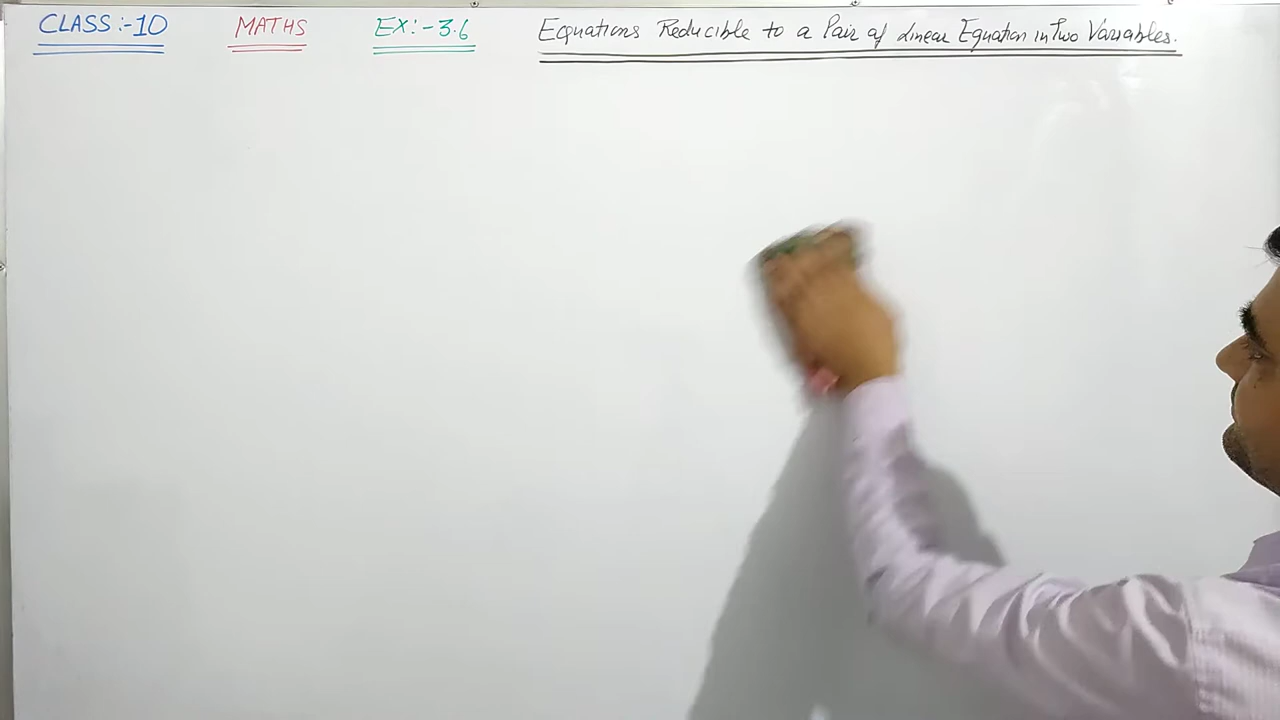 CLASS :-10 MATHS EX:-3.6 Equations Reducible to a Pair of Linear Equation in Two Variables.